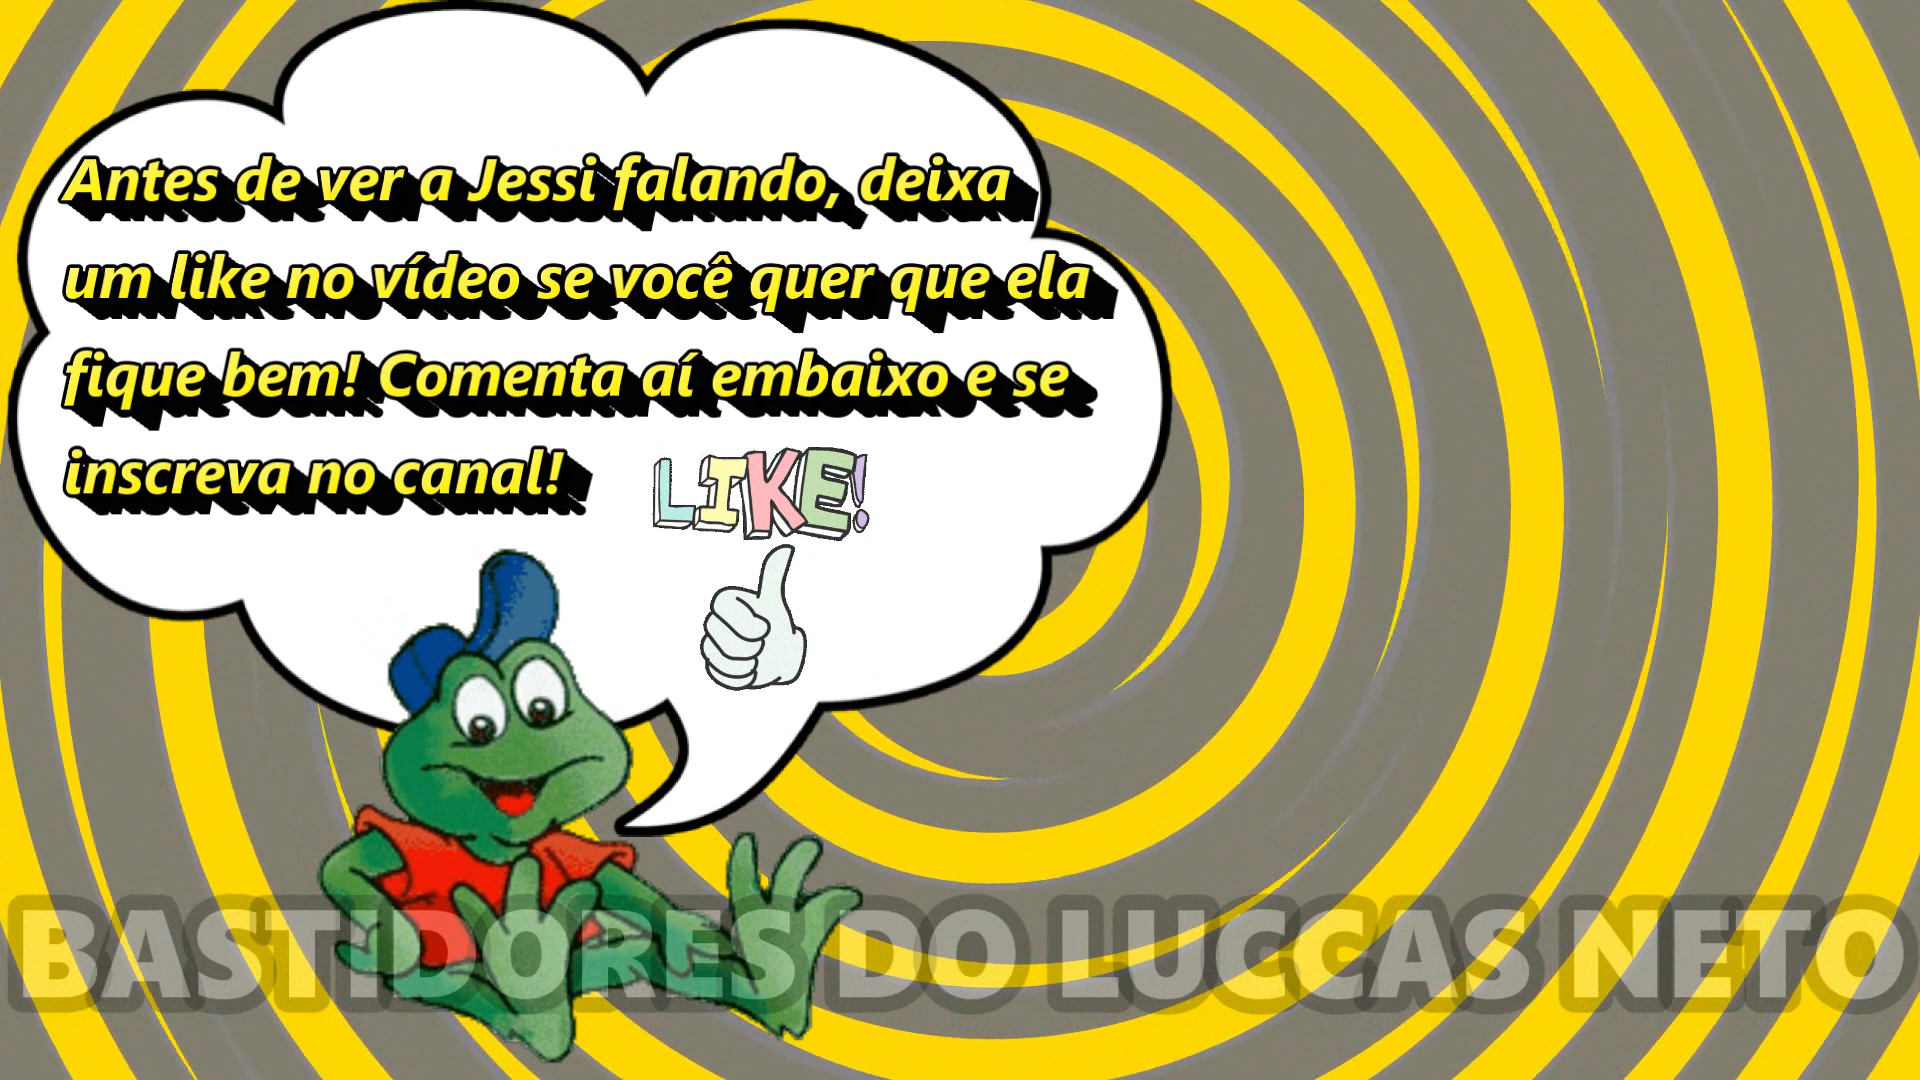 Antes de ver a Jessi falando, deixa
um like no vídeo se você quer que ela
fique bem! Comenta aí embaixo e se
inscreva no canal!
LIKE!
BASTIDORES DO LUCCAS NETO